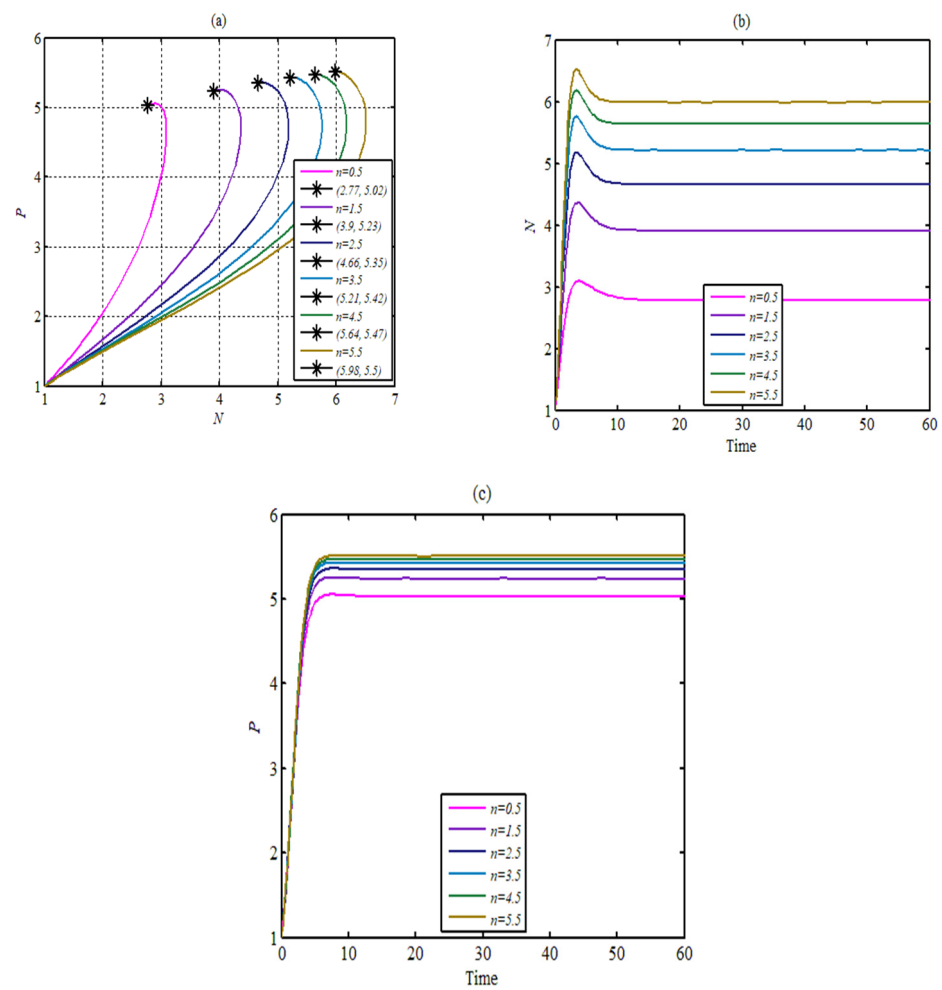 (a)
6
5
4
3
2
1
P
1
2
3
4
5
6
7
N
n=0.5
(2.77, 5.02)
n=1.5
(3.9, 5.23)
n=2.5
(4.66, 5.35)
n=3.5
(5.21, 5.42)
n=4.5
(5.64, 5.47)
n=5.5
(5.98, 5.5)
(b)
7
6
5
4
3
2
1
N
0
10
20
30
40
50
60
Time
n=0.5
n=1.5
n=2.5
n=3.5
n=4.5
n=5.5
(c)
6
5
4
3
2
1
P
0
10
20
30
40
50
60
Time
n=0.5
n=1.5
n=2.5
n=3.5
n=4.5
n=5.5